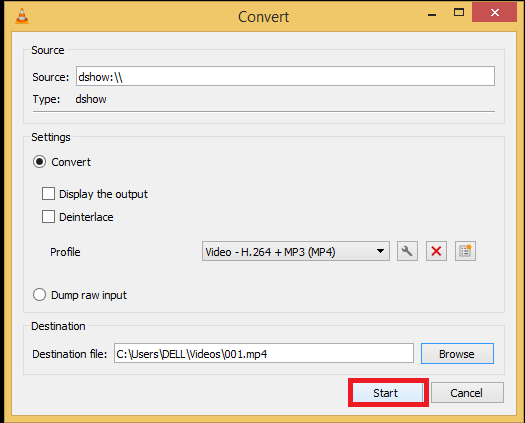 Convert
Source
Source: dshow:\\
Type: dshow
Settings
Convert
Display the output
Deinterlace
Profile Video - H.264 + MP3 (MP4)
Dump raw input
Destination
Destination file: C:\Users\DELL\Videos\001.mp4 Browse
Start Cancel